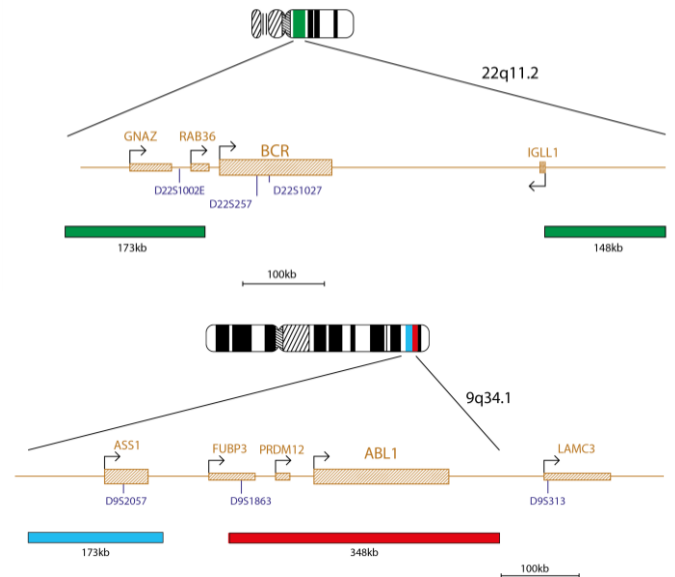 22q11.2
GNAZ RAB36 BCR IGLL1
D22S1002E D22S1027
D22S257
173kb 148kb
100kb
9q34.1
ASS1 FUBP3 PRDM12 ABL1 LAMC3
D9S2057 D9S1863 D9S313
173kb 348kb
100kb